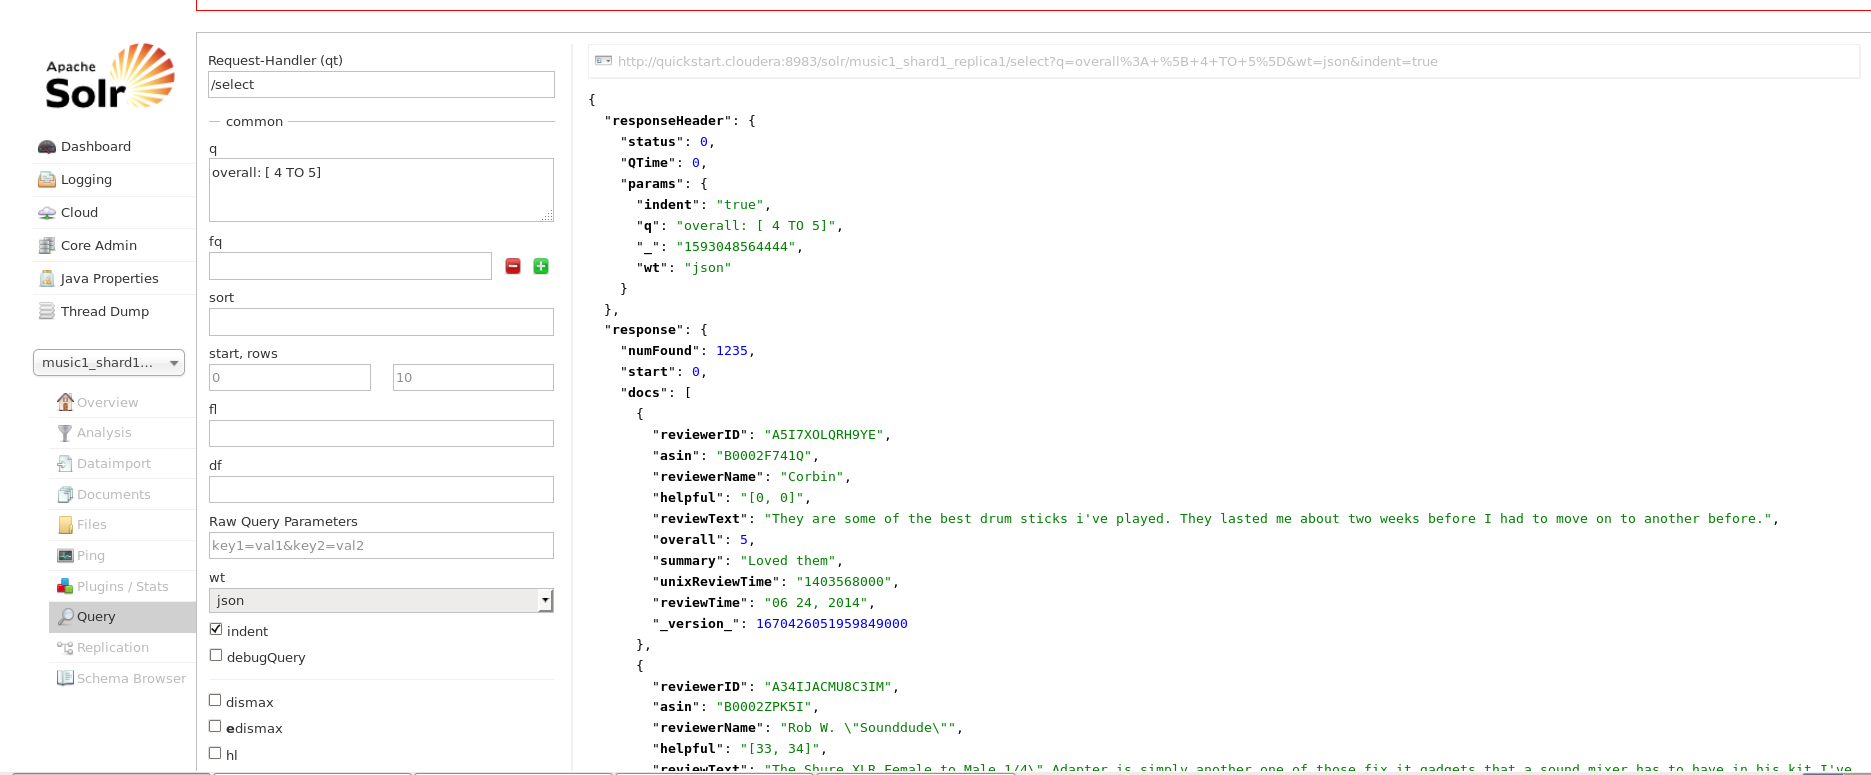 Apache
Solr
Dashboard
Logging
Cloud
Core Admin
Java Properties
Thread Dump
music1_shard1...
Overview
Analysis
Dataimport
Documents
Files
Ping
Plugins / Stats
Query
Replication
Schema Browser
Request-Handler (qt)
/select
common
q
overall: [ 4 TO 5]
fq
sort
start, rows
0 10
fl
df
Raw Query Parameters
key1=val1&key2=val2
wt
json
indent
debugQuery
dismax
edismax
hl
http://quickstart.cloudera:8983/solr/music1_shard1_replica1/select?q=overall%3A+%5B+4+TO+5%5D&wt=json&indent=true
{
"responseHeader": {
"status": 0,
"QTime": 0,
"params": {
"indent": "true",
"q": "overall: [ 4 TO 5]",
"_": "1593048564444",
"wt": "json"
}
},
"response": {
"numFound": 1235,
"start": 0,
"docs": [
{
"reviewerID": "A5I7XOLQRH9YE",
"asin": "B0002F741Q",
"reviewerName": "Corbin",
"helpful": "[0, 0]",
"reviewText": "They are some of the best drum sticks i've played. They lasted me about two weeks before I had to move on to another before.",
"overall": 5,
"summary": "Loved them",
"unixReviewTime": "1403568000",
"reviewTime": "06 24, 2014",
"_version_": 1670426051959849000
},
{
"reviewerID": "A34IJACMU8C3IM",
"asin": "B0002ZPK5I",
"reviewerName": "Rob W. \"Sounddude\"",
"helpful": "[33, 34]",
"reviewText": "The Shure XLR Female to Male 1/4\" Adapter is simply another one of those fix it gadgets that a sound mixer has to have in his kit.I've